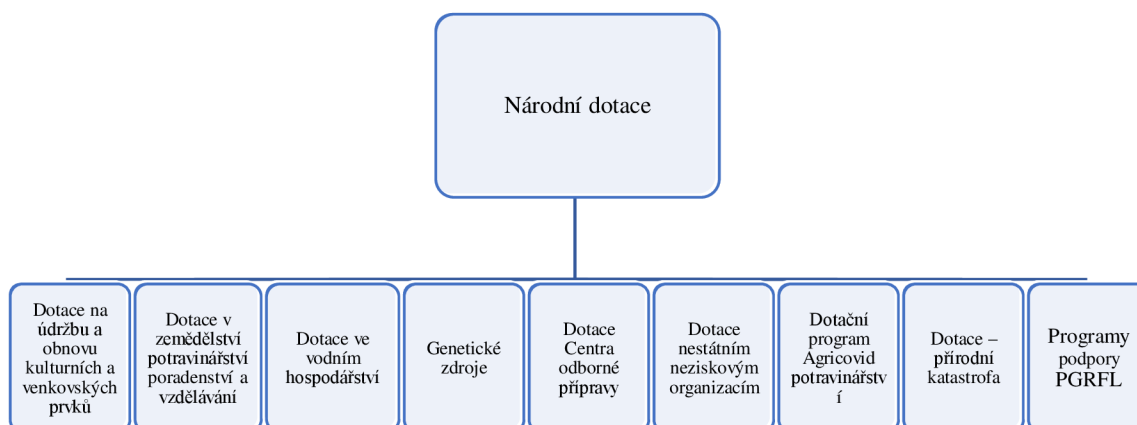 Národní dotace
Dotace na
údržbu a
obnovu
kulturních a
venkovských
prvků
Dotace v
zemědělství
potravinářství
poradenství a
vzdělávání
Dotace ve
vodním
hospodářství
Genetické
zdroje
Dotace
Centra
odborné
přípravy
Dotace
nestátním
neziskovým
organizacím
Dotační
program
Agricovid
potravinářstv
í
Dotace –
přírodní
katastrofa
Programy
podpory
PGRFL